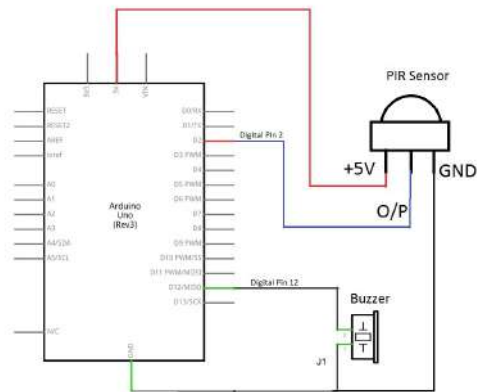 3V3
5V
VIN
PIR Sensor
RESET
RESET2
AREF
ioref
A0
A1
A2
A3
A4/SDA
A5/SCL
N/C
Arduino
Uno
(Rev3)
D0/RX
D1/TX
D2
D3 PWM
D4
D5 PWM
D6 PWM
D7
D8
D9 PWM
D10 PWM/SS
D11 PWM/MOSI
D12/MISO
D13/SCK
GND
Digital Pin 2
+5V
GND
O/P
Digital Pin 12
Buzzer
J1